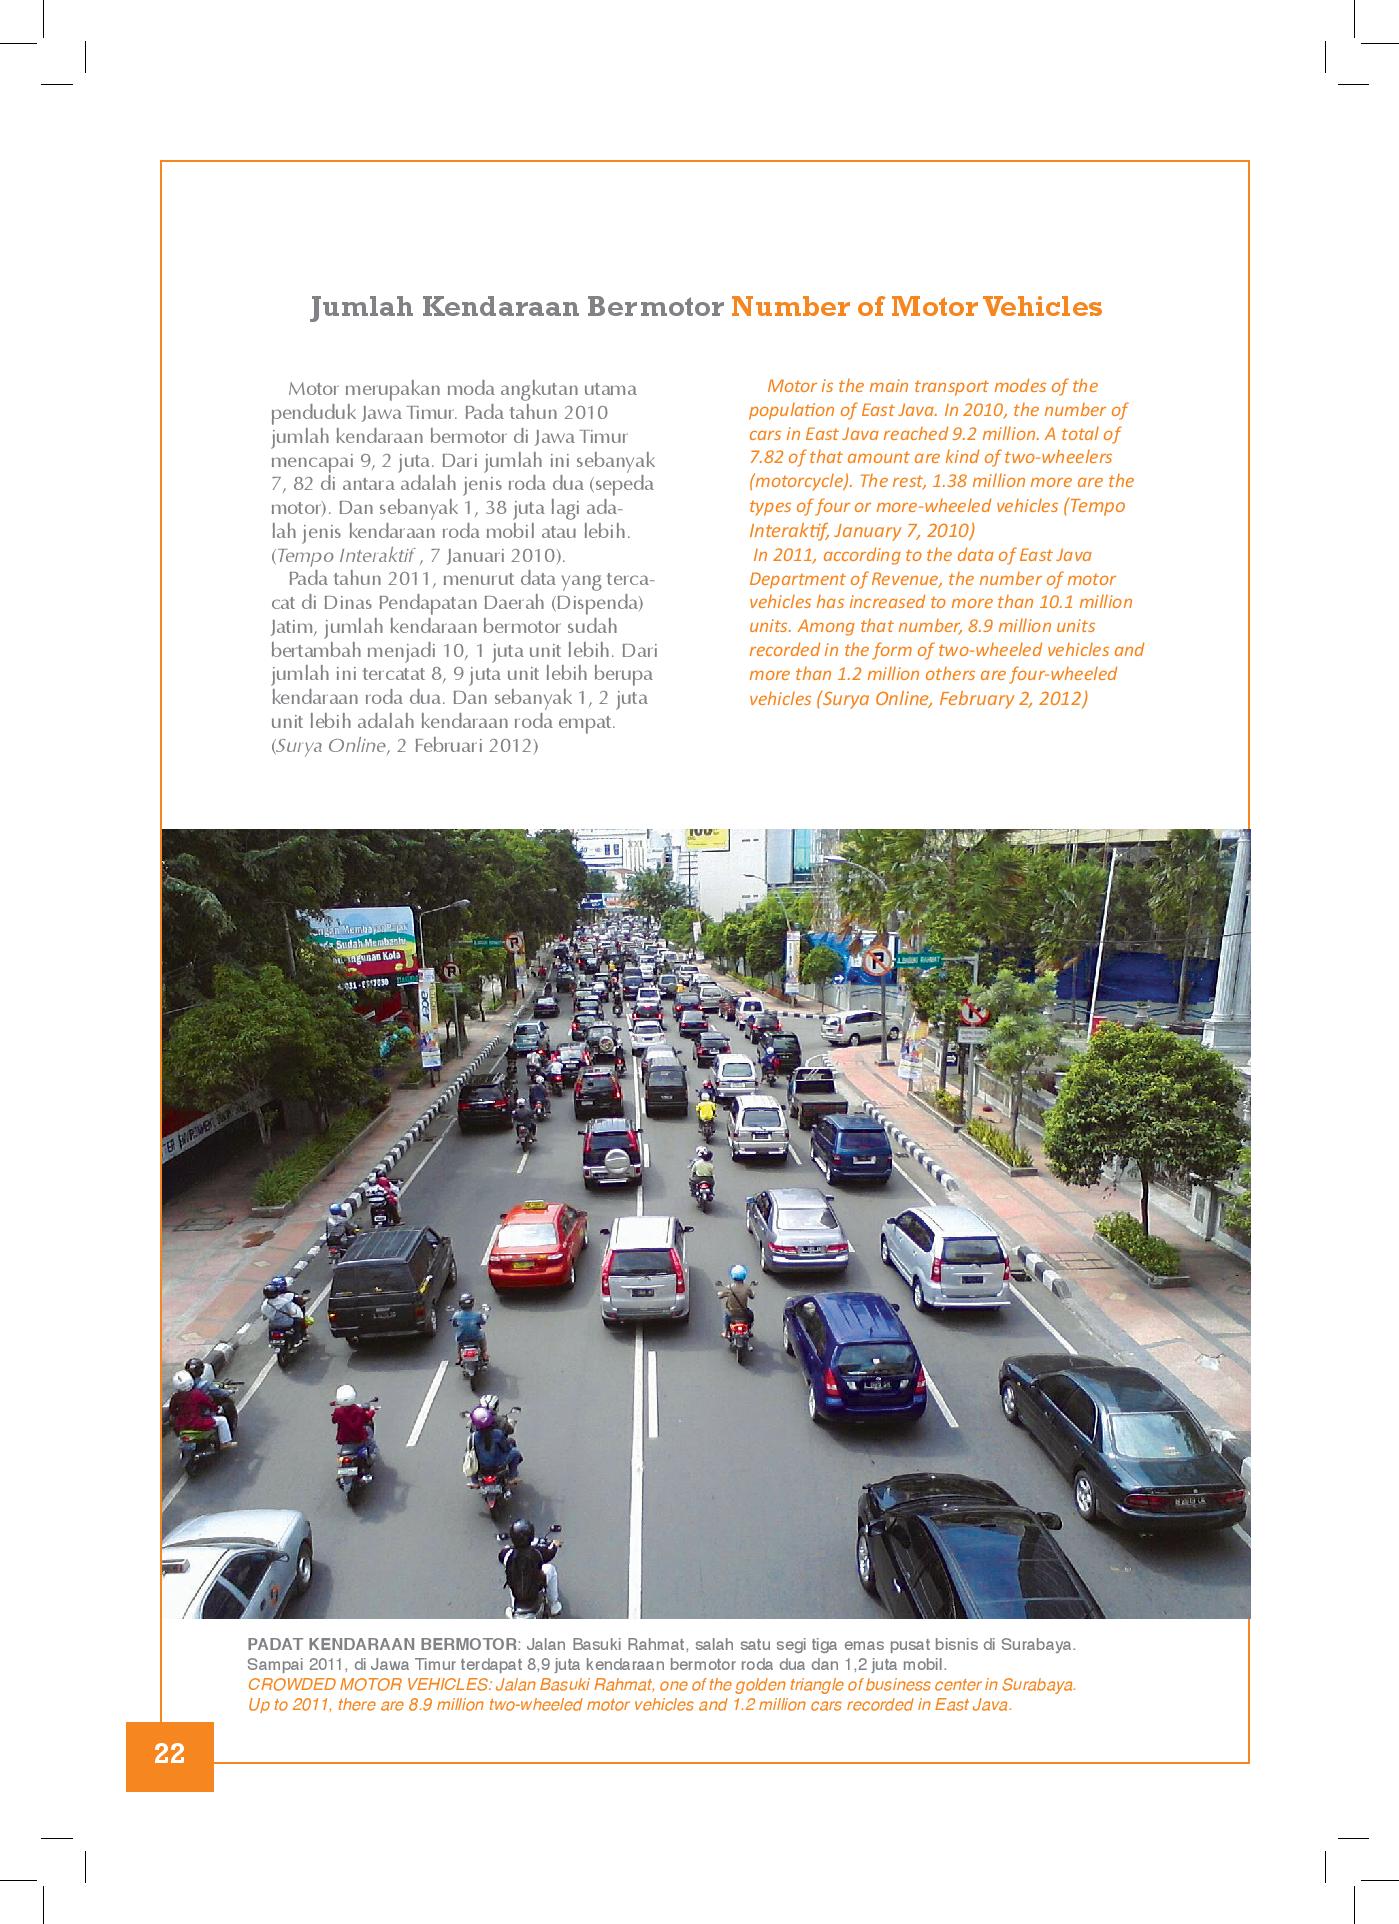 Jumlah Kendaraan Bermotor Number of Motor Vehicles
Motor merupakan moda angkutan utama
penduduk Jawa Timur. Pada tahun 2010
jumlah kendaraan bermotor di Jawa Timur
mencapai 9, 2 juta. Dari jumlah ini sebanyak
7, 82 di antara adalah jenis roda dua (sepeda
motor). Dan sebanyak 1, 38 juta lagi ada-
lah jenis kendaraan roda mobil atau lebih.
(Tempo Interaktif , 7 Januari 2010).
Pada tahun 2011, menurut data yang terca-
cat di Dinas Pendapatan Daerah (Dispenda)
Jatim, jumlah kendaraan bermotor sudah
bertambah menjadi 10, 1 juta unit lebih. Dari
jumlah ini tercatat 8, 9 juta unit lebih berupa
kendaraan roda dua. Dan sebanyak 1, 2 juta
unit lebih adalah kendaraan roda empat.
(Surya Online, 2 Februari 2012)
Motor is the main transport modes of the
population of East Java. In 2010, the number of
cars in East Java reached 9.2 million. A total of
7.82 of that amount are kind of two-wheelers
(motorcycle). The rest, 1.38 million more are the
types of four or more-wheeled vehicles (Tempo
Interaktif, January 7, 2010)
In 2011, according to the data of East Java
Department of Revenue, the number of motor
vehicles has increased to more than 10.1 million
units. Among that number, 8.9 million units
recorded in the form of two-wheeled vehicles and
more than 1.2 million others are four-wheeled
vehicles (Surya Online, February 2, 2012)
Membayar Pajak
Sudah Membantu
Kota
BASUKI RAHMAT
PADAT KENDARAAN BERMOTOR: Jalan Basuki Rahmat, salah satu segi tiga emas pusat bisnis di Surabaya.
Sampai 2011, di Jawa Timur terdapat 8,9 juta kendaraan bermotor roda dua dan 1,2 juta mobil.
CROWDED MOTOR VEHICLES: Jalan Basuki Rahmat, one of the golden triangle of business center in Surabaya.
Up to 2011, there are 8.9 million two-wheeled motor vehicles and 1.2 million cars recorded in East Java.
22